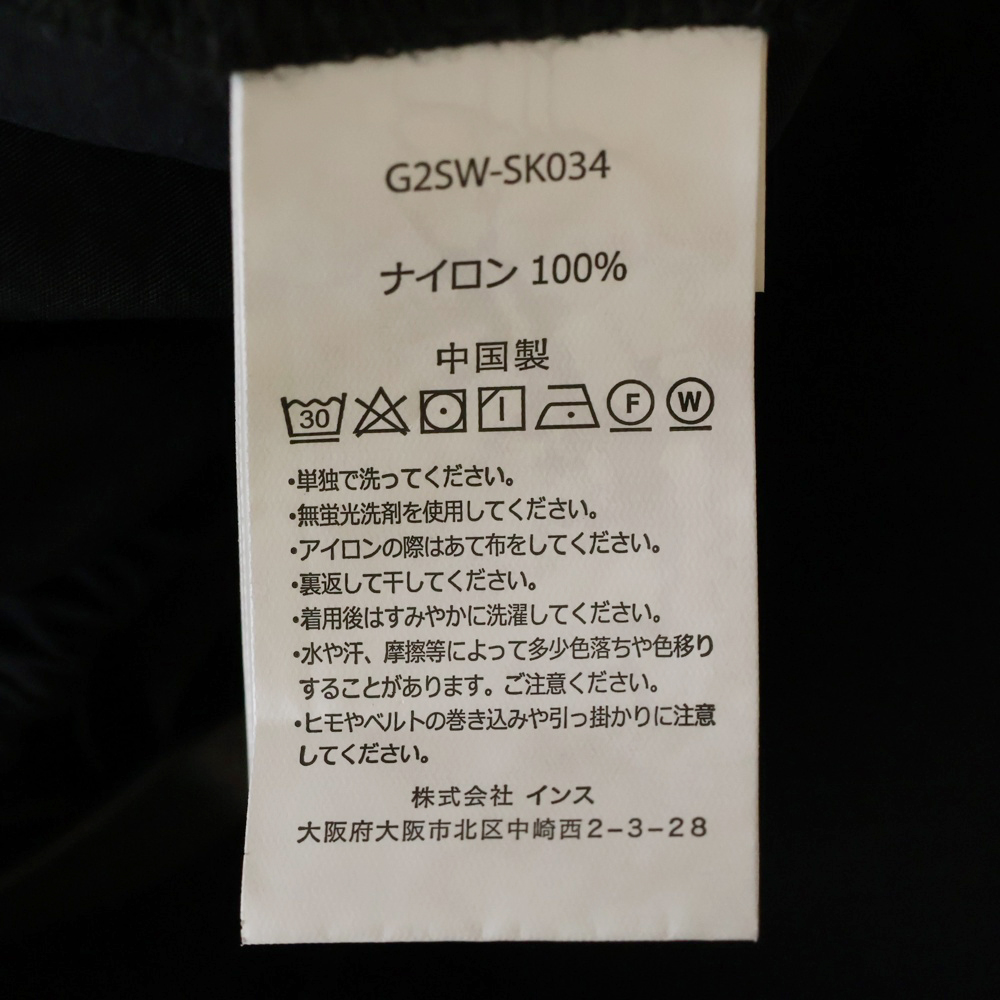 G2SW-SK034
ナイロン 100%
中国製
30 F W
・単独で洗ってください。
・無蛍光洗剤を使用してください。
・アイロンの際はあて布をしてください。
・裏返して干してください。
・着用後はすみやかに洗濯してください。
・水や汗、摩擦等によって多少色落ちや色移り
することがあります。ご注意ください。
・ヒモやベルトの巻き込みや引っ掛かりに注意
してください。
株式会社 インス
大阪府大阪市北区中崎西2-3-28